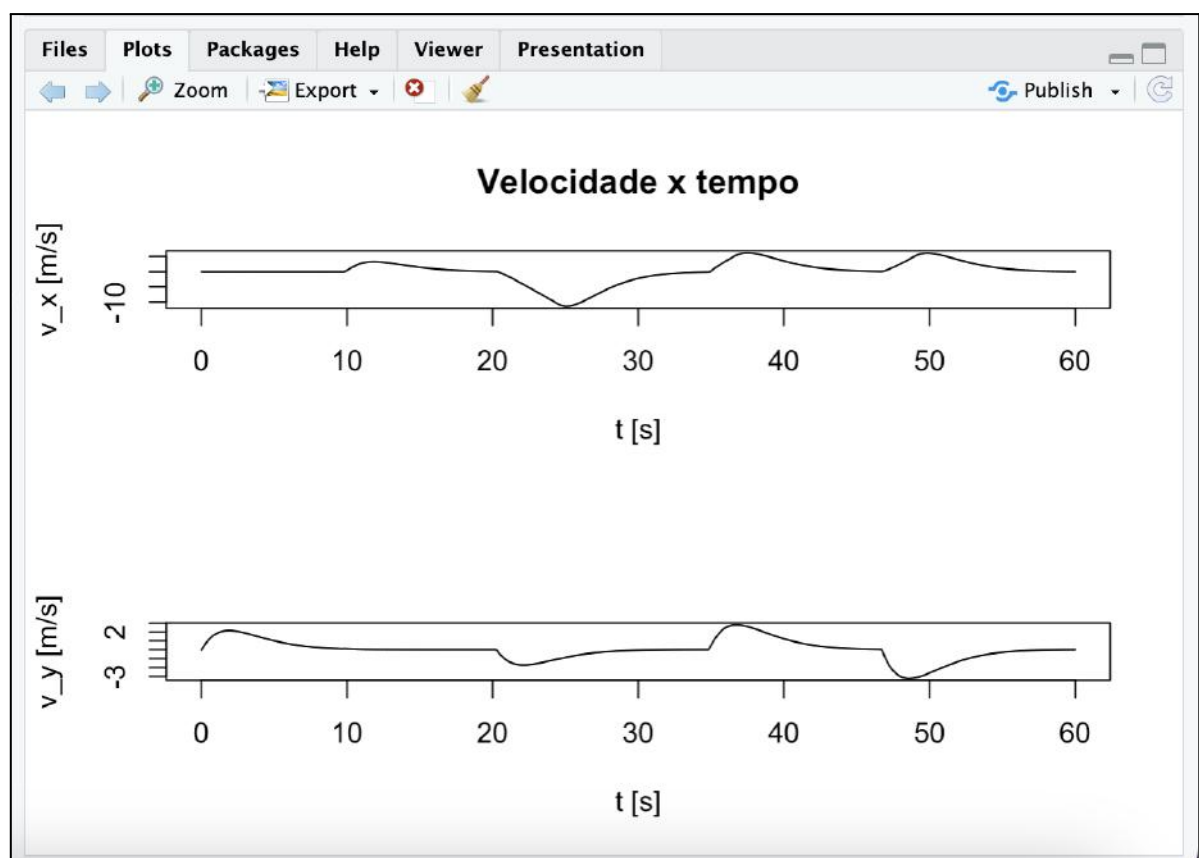 Files Plots Packages Help Viewer Presentation
Zoom Export Publish
Velocidade x tempo
v_x [m/s]
-10
0 10 20 30 40 50 60
t [s]
v_y [m/s]
2
-3
0 10 20 30 40 50 60
t [s]